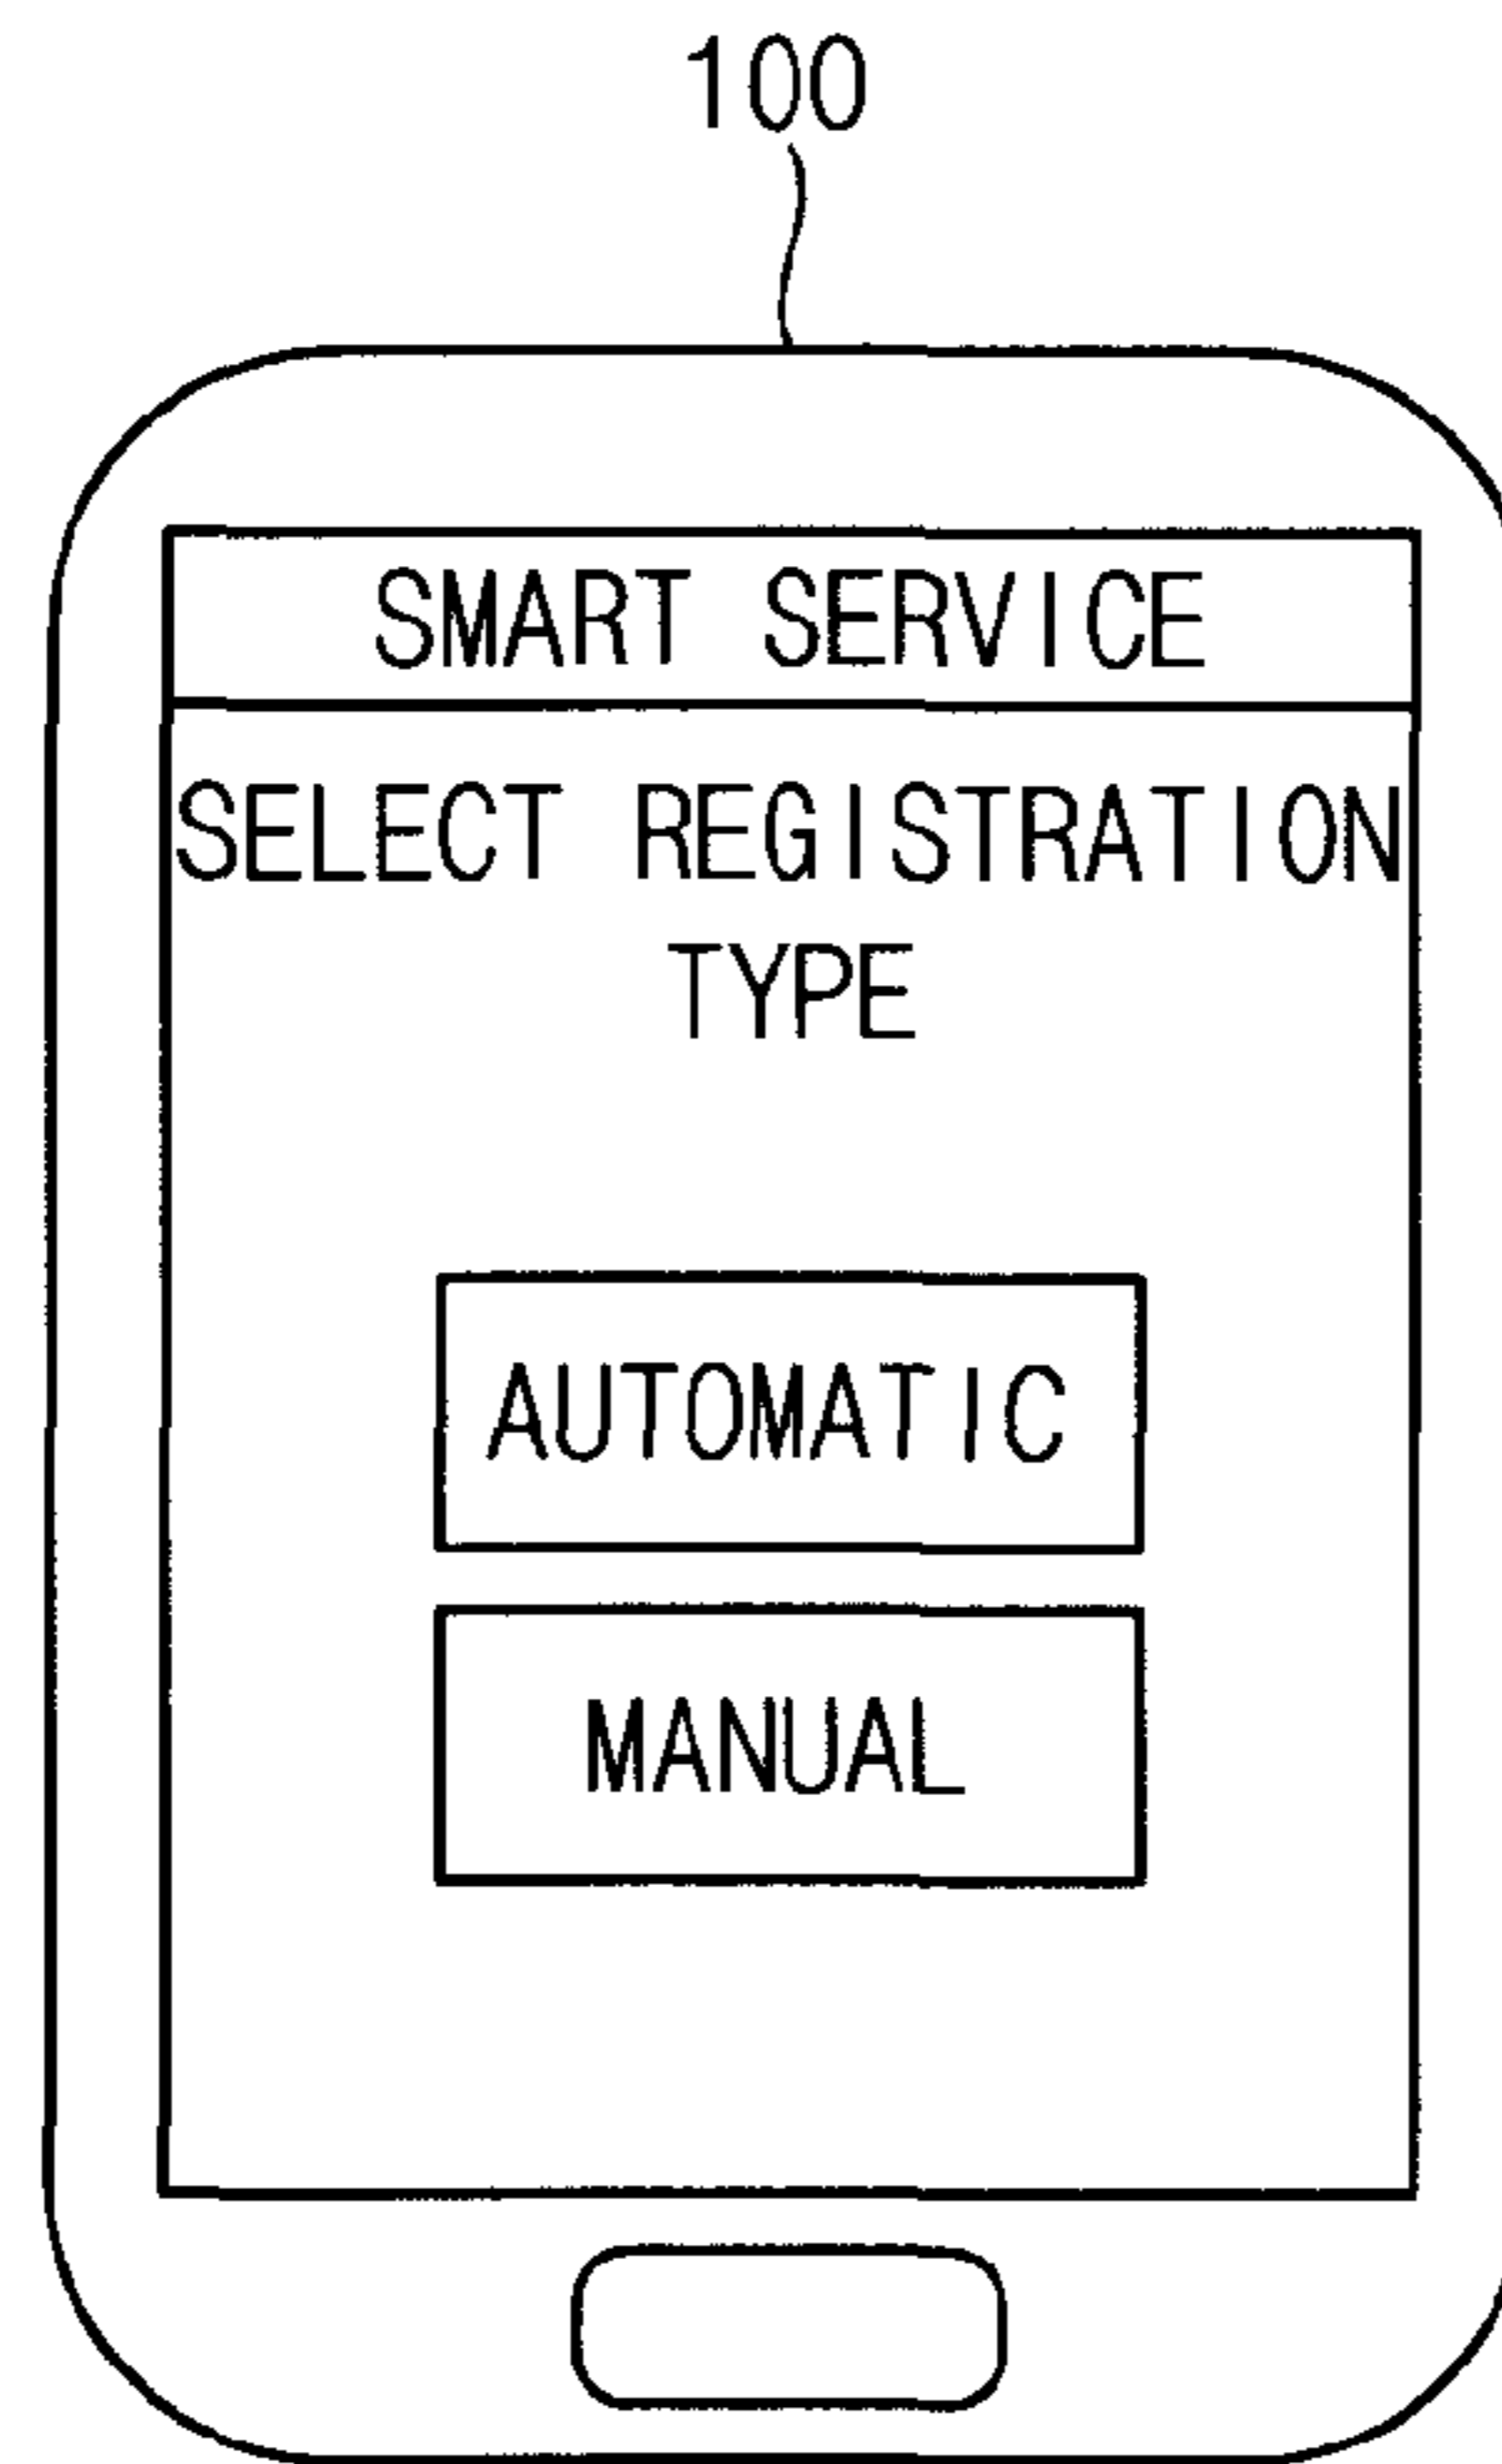 100
SMART SERVICE
SELECT REGISTRATION
TYPE
AUTOMATIC
MANUAL